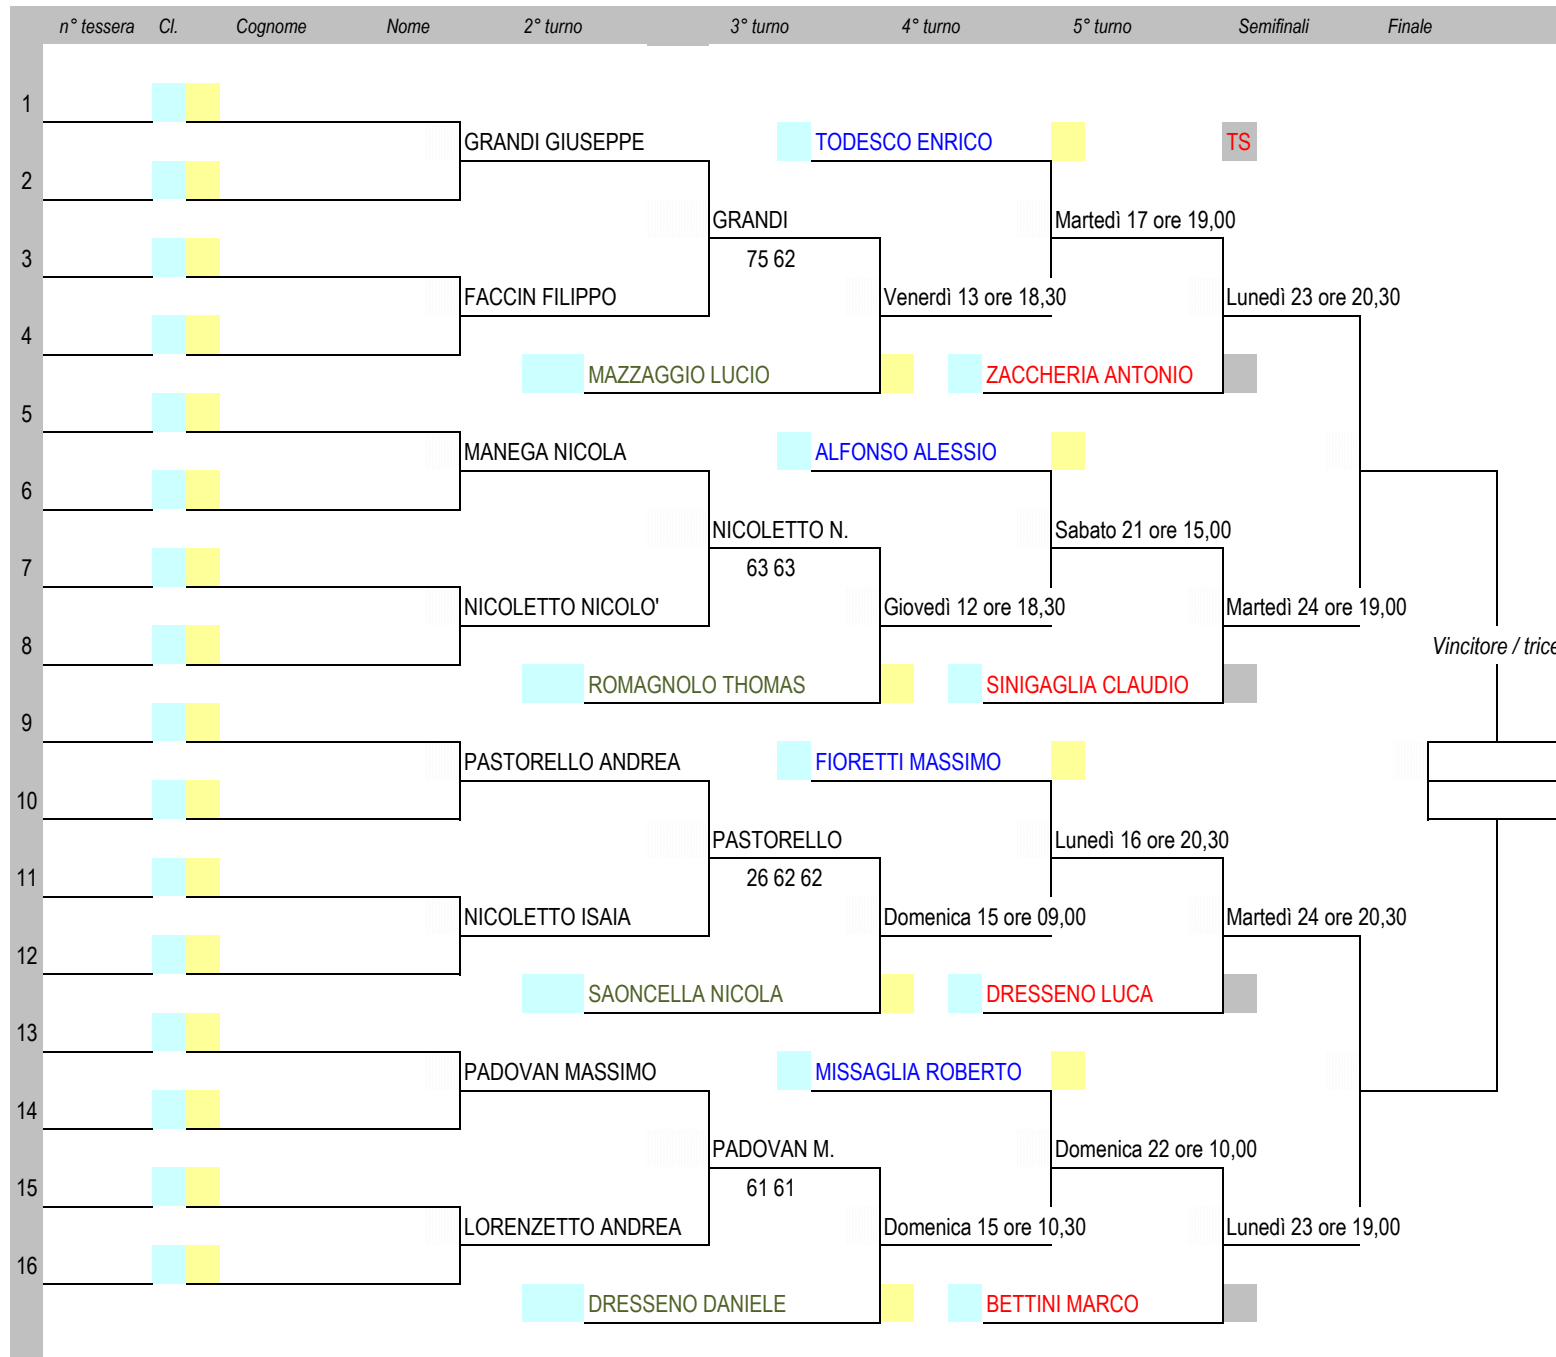 n° tessera Cl. Cognome Nome 2° turno 3° turno 4° turno 5° turno Semifinali Finale
1
GRANDI GIUSEPPE TODESCO ENRICO TS
2
GRANDI Martedì 17 ore 19,00
3 75 62
FACCIN FILIPPO Venerdì 13 ore 18,30 Lunedì 23 ore 20,30
4
MAZZAGGIO LUCIO ZACCHERIA ANTONIO
5
MANEGA NICOLA ALFONSO ALESSIO
6
NICOLETTO N. Sabato 21 ore 15,00
7 63 63
NICOLETTO NICOLO' Giovedì 12 ore 18,30 Martedì 24 ore 19,00
8 Vincitore / trice
ROMAGNOLO THOMAS SINIGAGLIA CLAUDIO
9
PASTORELLO ANDREA FIORETTI MASSIMO
10
PASTORELLO Lunedì 16 ore 20,30
11 26 62 62
NICOLETTO ISAIA Domenica 15 ore 09,00 Martedì 24 ore 20,30
12
SAONCELLA NICOLA DRESSENO LUCA
13
PADOVAN MASSIMO MISSAGLIA ROBERTO
14
PADOVAN M. Domenica 22 ore 10,00
15 61 61
LORENZETTO ANDREA Domenica 15 ore 10,30 Lunedì 23 ore 19,00
16
DRESSENO DANIELE BETTINI MARCO